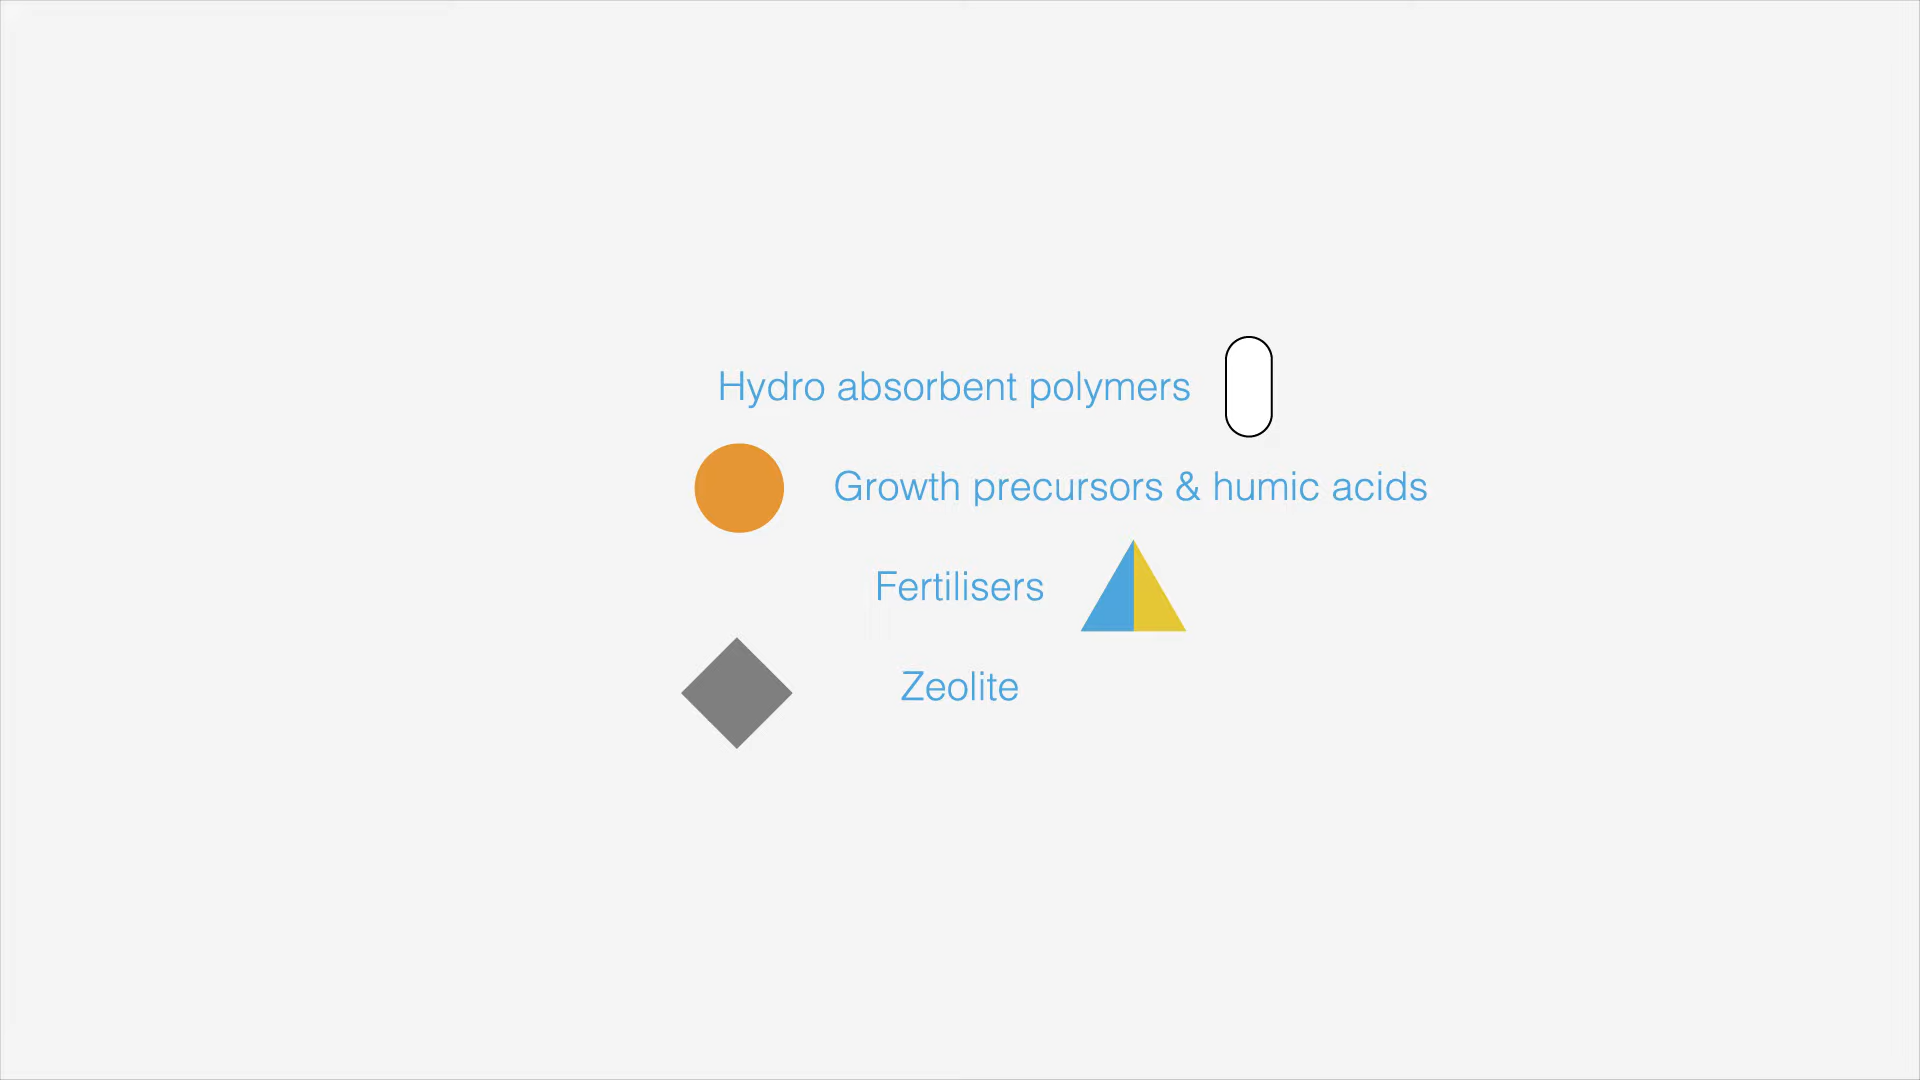 Hydro absorbent polymers
Growth precursors & humic acids
Fertilisers
Zeolite